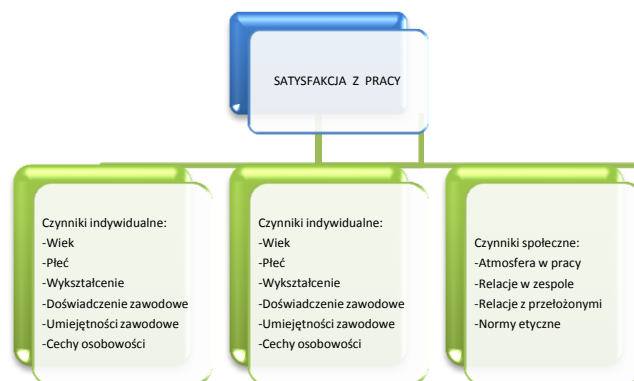 SATYSFAKCJA Z PRACY
Czynniki indywidualne:
-Wiek
-Płeć
-Wykształcenie
-Doświadczenie zawodowe
-Umiejętności zawodowe
-Cechy osobowości
Czynniki indywidualne:
-Wiek
-Płeć
-Wykształcenie
-Doświadczenie zawodowe
-Umiejętności zawodowe
-Cechy osobowości
Czynniki społeczne:
-Atmosfera w pracy
-Relacje w zespole
-Relacje z przełożonymi
-Normy etyczne